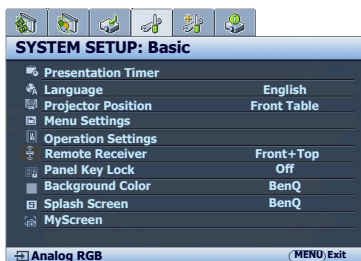 SYSTEM SETUP: Basic
Presentation Timer
Language English
Projector Position Front Table
Menu Settings
Operation Settings
Remote Receiver Front+Top
Panel Key Lock Off
Background Color BenQ
Splash Screen BenQ
MyScreen
Analog RGB MENU Exit